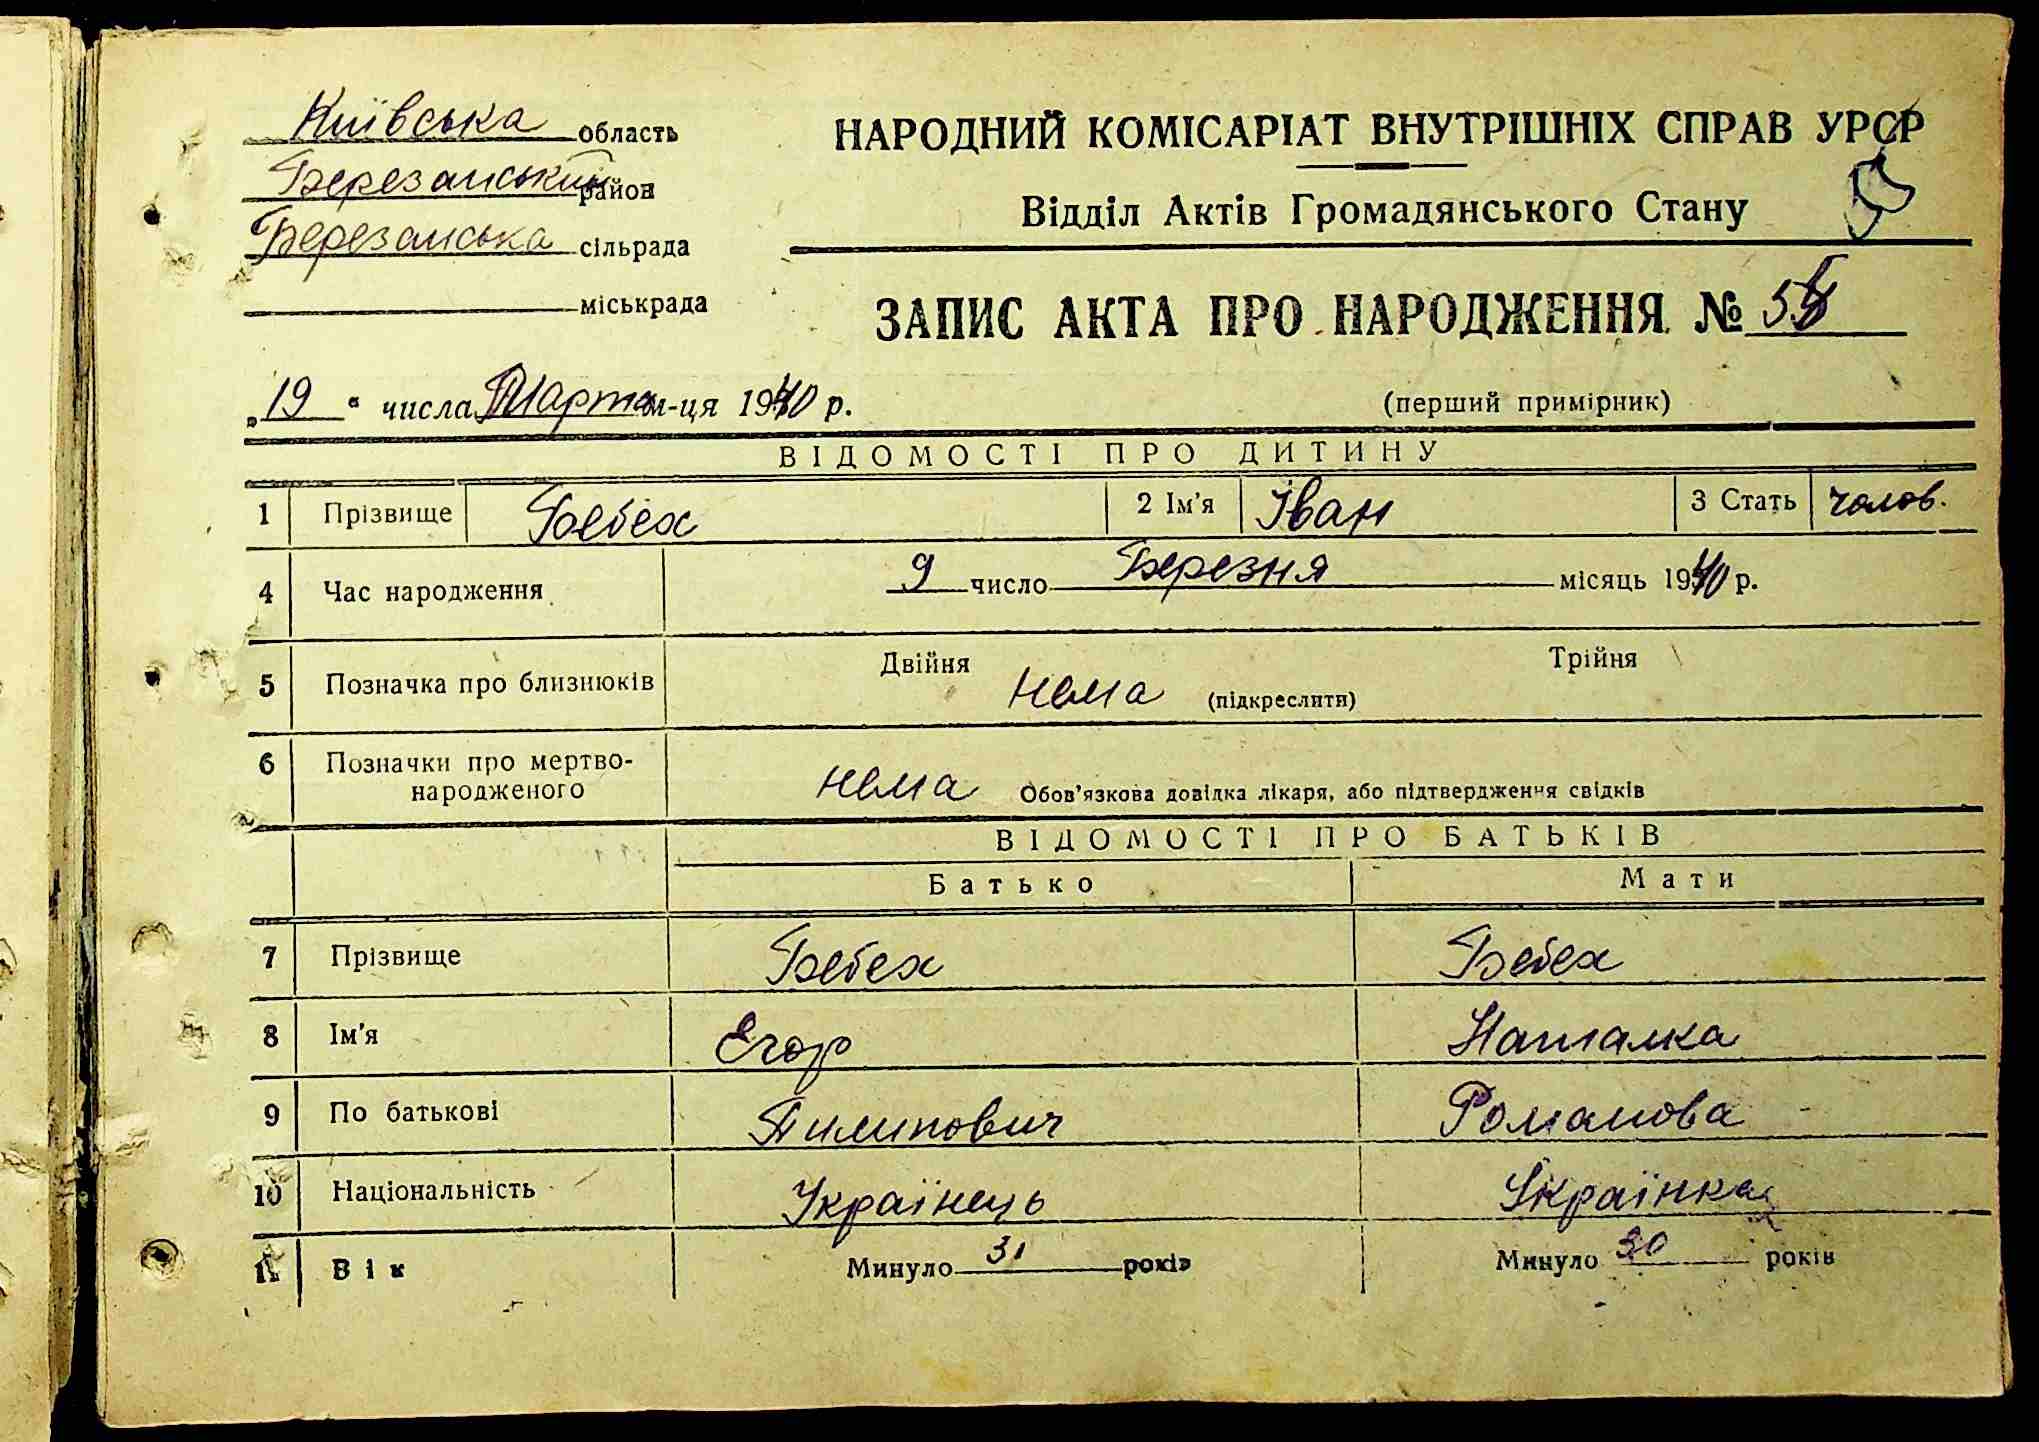 Київська область
Березанський район
Березанська сільрада
міськрада
НАРОДНИЙ КОМІСАРІАТ ВНУТРІШНІХ СПРАВ УРСР
Відділ Актів Громадянського Стану
ЗАПИС АКТА ПРО НАРОДЖЕННЯ №
„19" числа Марта м-ця 1940 р.
(перший примірник)
ВІДОМОСТІ ПРО ДИТИНУ
1 Прізвище Бебех 2 Ім'я Іван 3 Стать чолов.
4 Час народження 9 число Березня місяць 1940 р.
Двійня Трійня
5 Позначка про близнюків нема (підкреслити)
6 Позначки про мертво-
народженого нема Обов'язкова довідка лікаря, або підтвердження свідків
ВІДОМОСТІ ПРО БАТЬКІВ
Батько Мати
7 Прізвище Бебех Бебех
8 Ім'я Егор Наталка
9 По батькові Пилипович Романова
10 Національність Українець Українка
11 Вік Минуло 31 років Минуло 30 років